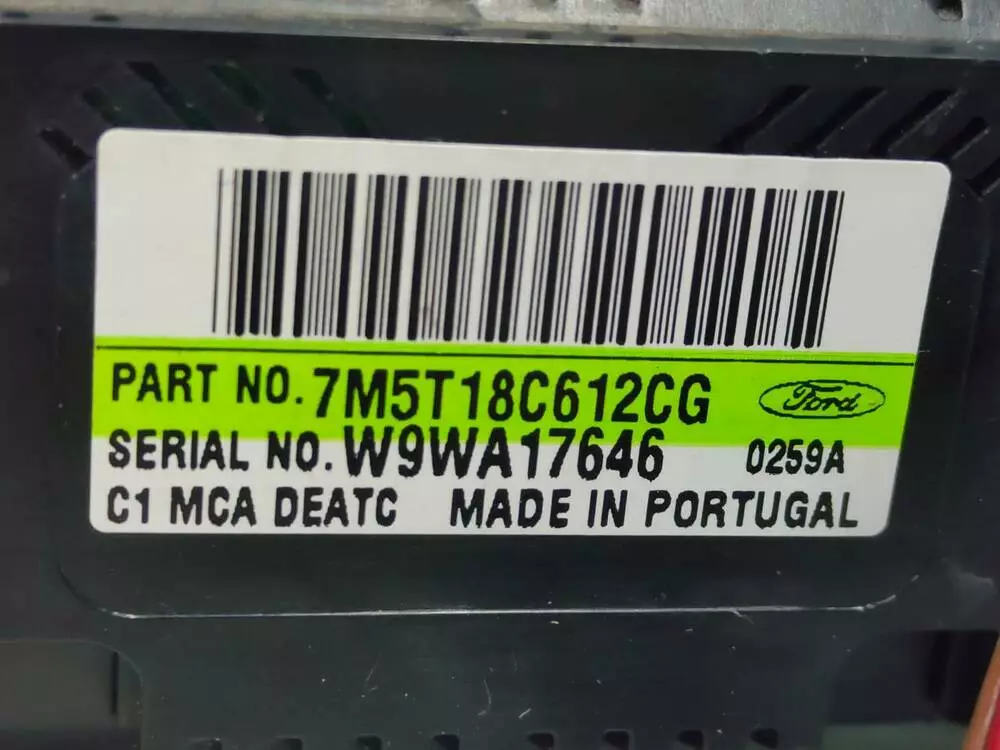 PART NO. 7M5T18C612CG Ford
SERIAL NO. W9WA17646 0259A
C1 MCA DEATC MADE IN PORTUGAL